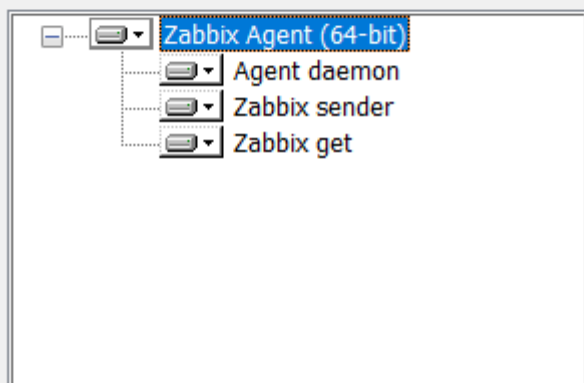 Zabbix Agent (64-bit)
Agent daemon
Zabbix sender
Zabbix get